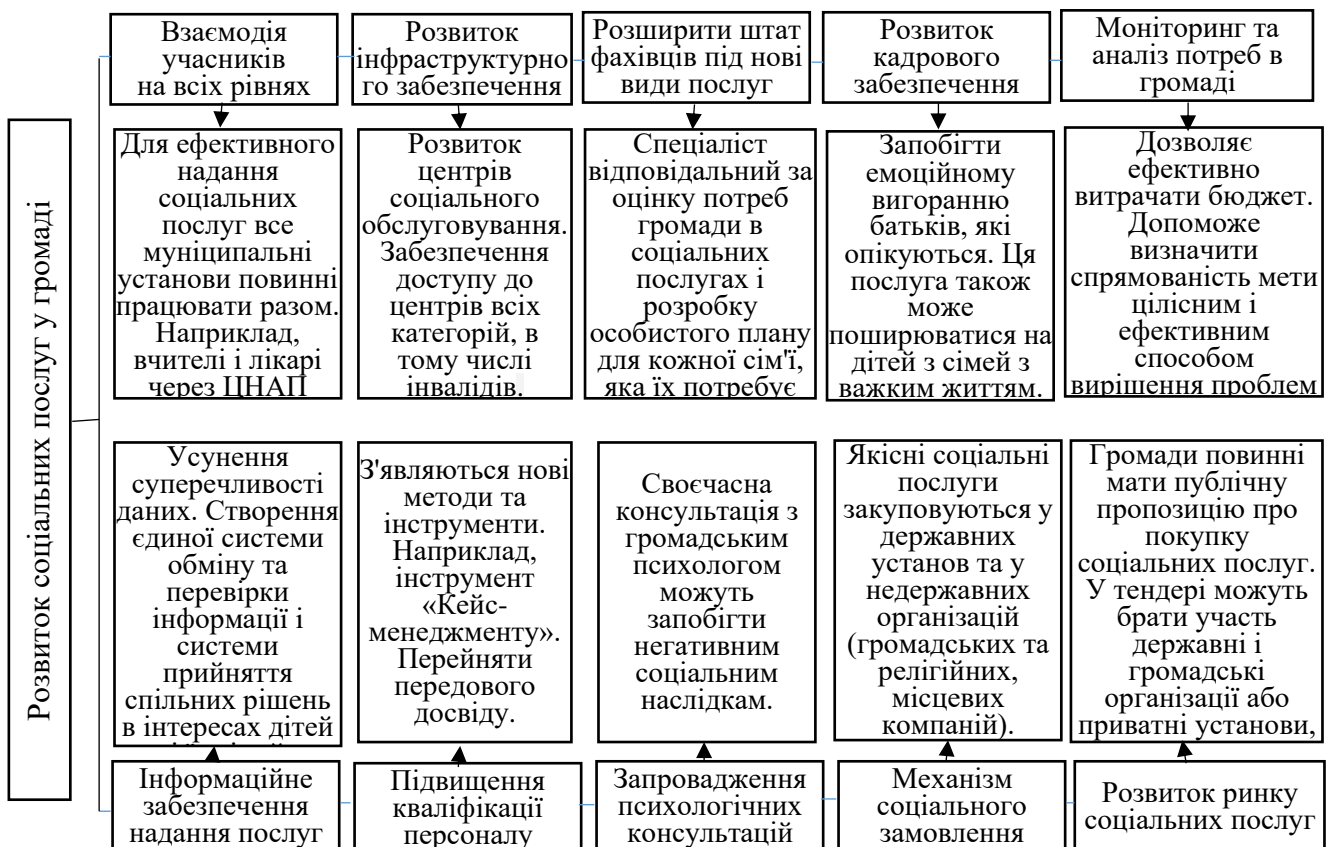 Розвиток соціальних послуг у громаді
Взаємодія
учасників
на всіх рівнях
Розвиток
інфраструктурно
го забезпечення
Розширити штат
фахівців під нові
види послуг
Розвиток
кадрового
забезпечення
Моніторинг та
аналіз потреб в
громаді
Для ефективного
надання
соціальних
послуг все
муніципальні
установи повинні
працювати разом.
Наприклад,
вчителі і лікарі
через ЦНАП
Розвиток
центрів
соціального
обслуговування.
Забезпечення
доступу до
центрів всіх
категорій, в
тому числі
інвалідів.
Спеціаліст
відповідальний за
оцінку потреб
громади в
соціальних
послугах і
розробку
особистого плану
для кожної сім'ї,
яка їх потребує
Запобігти
емоційному
вигоранню
батьків, які
опікуються. Ця
послуга також
може
поширюватися на
дітей з сімей з
важким життям.
Дозволяє
ефективно
витрачати бюджет.
Допоможе
визначити
спрямованість мети
цілісним і
ефективним
способом
вирішення проблем
Усунення
суперечливості
даних. Створення
єдиної системи
обміну та
перевірки
інформації і
системи
прийняття
спільних рішень
в інтересах дітей
З'являються нові
методи та
інструменти.
Наприклад,
інструмент
«Кейс-
менеджменту».
Перейняти
передового
досвіду.
Своєчасна
консультація з
громадським
психологом
можуть
запобігти
негативним
соціальним
наслідкам.
Якісні соціальні
послуги
закуповуються у
державних
установ та у
недержавних
організацій
(громадських та
релігійних,
місцевих
компаній).
Громади повинні
мати публічну
пропозицію про
покупку
соціальних послуг.
У тендері можуть
брати участь
державні і
громадські
організації або
приватні установи,
Інформаційне
забезпечення
надання послуг
Підвищення
кваліфікації
персоналу
Запровадження
психологічних
консультацій
Механізм
соціального
замовлення
Розвиток ринку
соціальних послуг